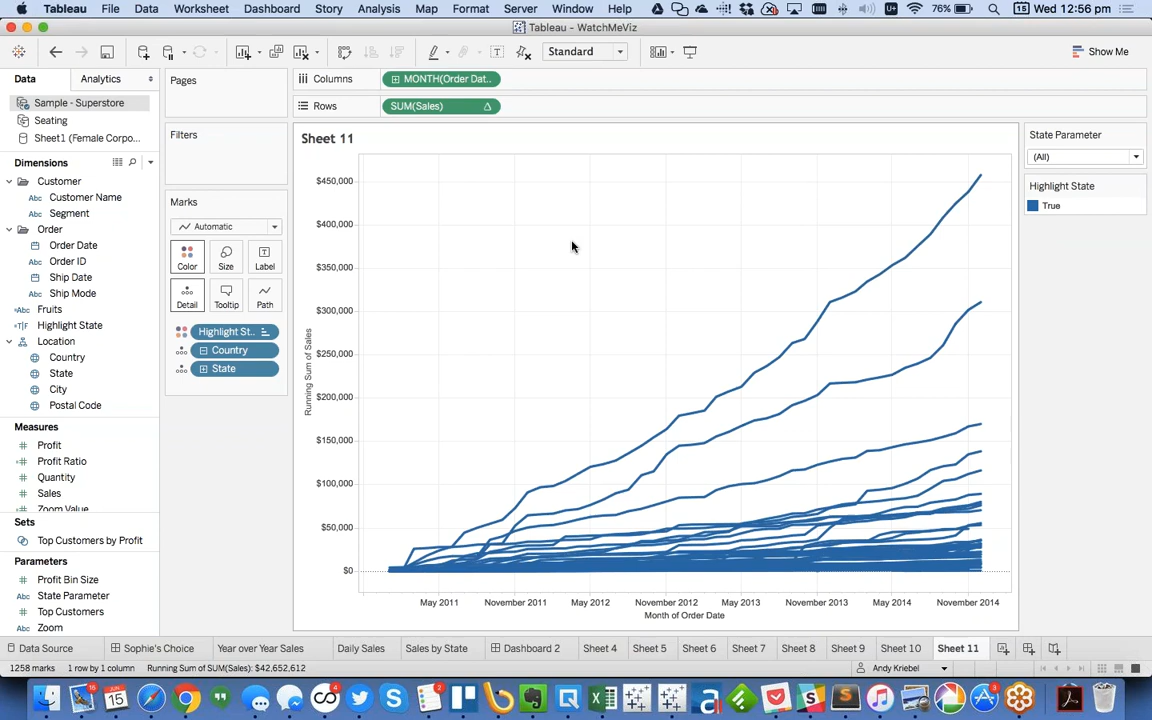 Tableau File Data Worksheet Dashboard Story Analysis Map Format Server Window Help 76% Wed 12:56 pm
Tableau - WatchMeViz
Standard Show Me
Data Analytics
Sample - Superstore
Seating
Sheet1 (Female Corpo...
Dimensions
Customer
Abc Customer Name
Abc Segment
Order
Order Date
Abc Order ID
Ship Date
Abc Ship Mode
Abc Fruits
T|F Highlight State
Location
Country
State
City
Postal Code
Measures
# Profit
# Profit Ratio
# Quantity
# Sales
# Zoom Value
Sets
Top Customers by Profit
Parameters
# Profit Bin Size
Abc State Parameter
# Top Customers
Abc Zoom
Pages
Filters
Marks
Automatic
Color Size Label
Detail Tooltip Path
Highlight St..
Country
State
Columns MONTH(Order Dat..
Rows SUM(Sales) Δ
Sheet 11
Running Sum of Sales
$450,000
$400,000
$350,000
$300,000
$250,000
$200,000
$150,000
$100,000
$50,000
$0
May 2011 November 2011 May 2012 November 2012 May 2013 November 2013 May 2014 November 2014
Month of Order Date
State Parameter
(All)
Highlight State
True
Data Source Sophie's Choice Year over Year Sales Daily Sales Sales by State Dashboard 2 Sheet 4 Sheet 5 Sheet 6 Sheet 7 Sheet 8 Sheet 9 Sheet 10 Sheet 11
1258 marks 1 row by 1 column Running Sum of SUM(Sales): $42,652,612 Andy Kriebel